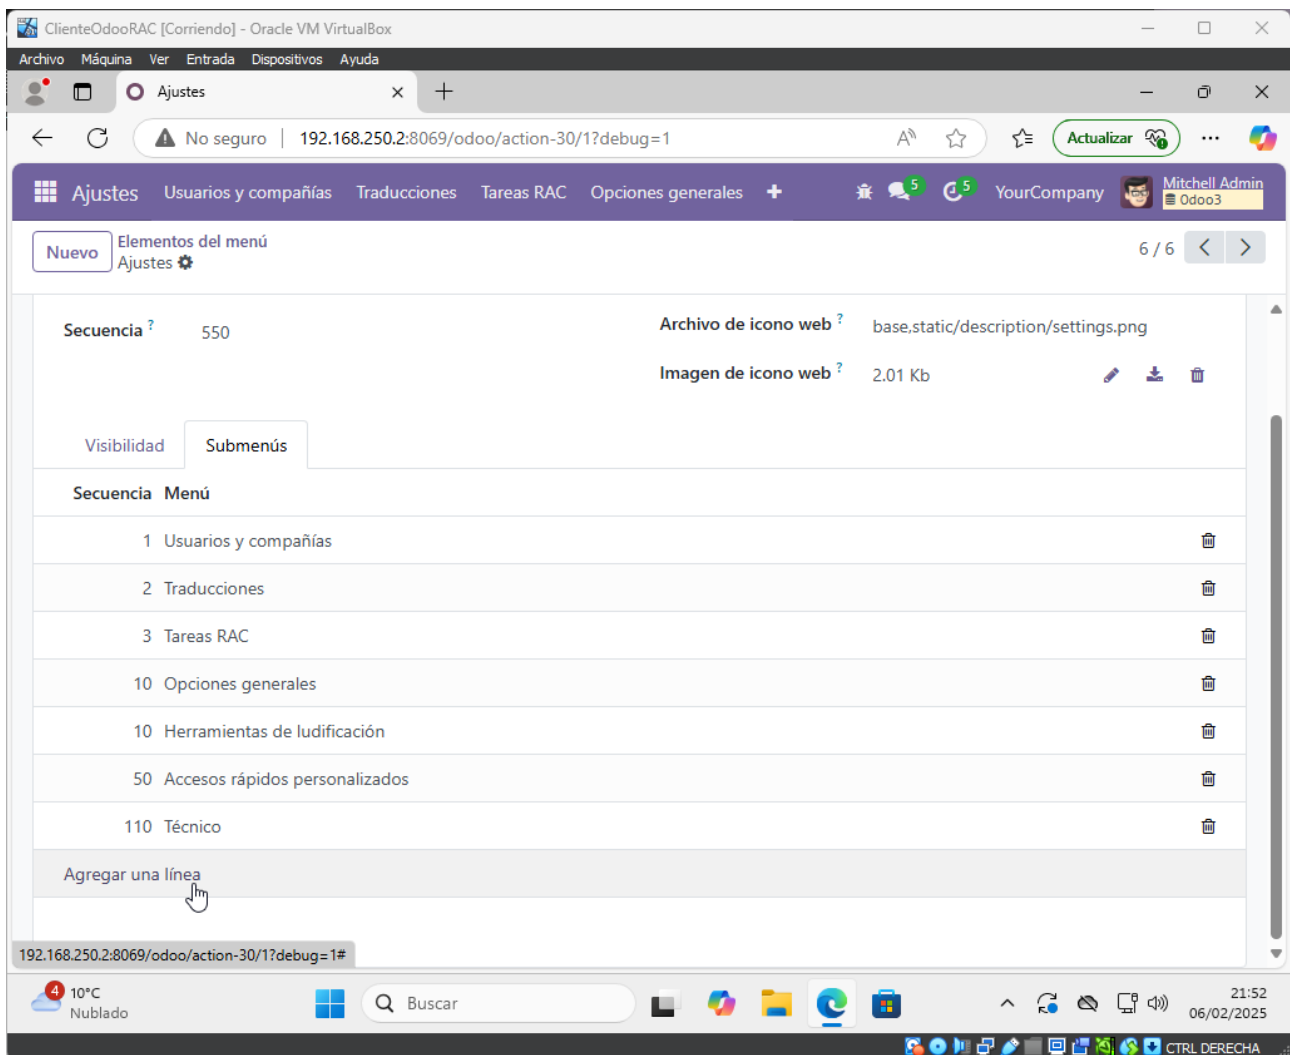 ClienteOdooRAC [Corriendo] - Oracle VM VirtualBox
Archivo Máquina Ver Entrada Dispositivos Ayuda
Ajustes
No seguro | 192.168.250.2:8069/odoo/action-30/1?debug=1
Actualizar
Ajustes Usuarios y compañías Traducciones Tareas RAC Opciones generales 5 5 YourCompany Mitchell Admin
Odoo3
Nuevo
Elementos del menú
Ajustes
6 / 6
Secuencia ? 550
Archivo de icono web ? base,static/description/settings.png
Imagen de icono web ? 2.01 Kb
Visibilidad Submenús
Secuencia Menú
1 Usuarios y compañías
2 Traducciones
3 Tareas RAC
10 Opciones generales
10 Herramientas de ludificación
50 Accesos rápidos personalizados
110 Técnico
Agregar una línea
192.168.250.2:8069/odoo/action-30/1?debug=1#
4
10°C
Nublado
Buscar
21:52
06/02/2025
CTRL DERECHA